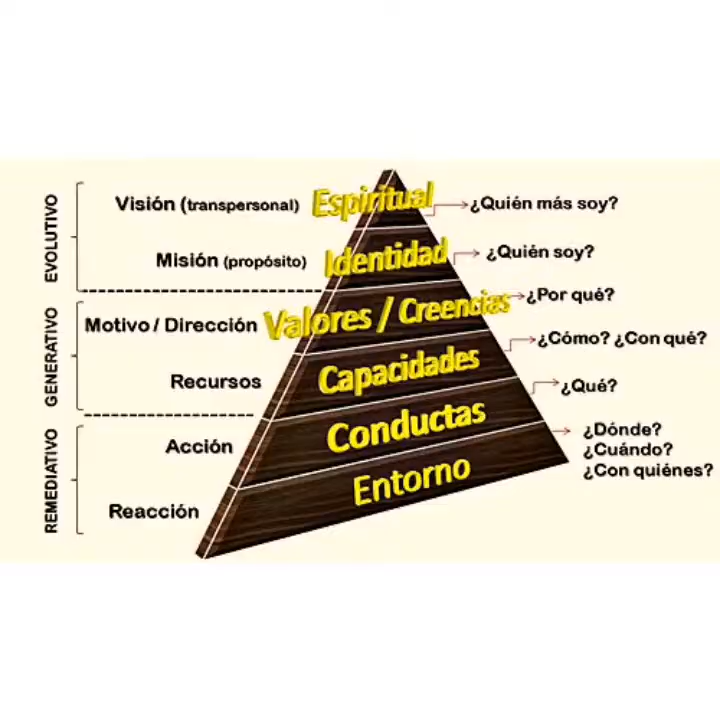 EVOLUTIVO
Visión (transpersonal)
Espiritual
¿Quién más soy?
Misión (propósito)
Identidad
¿Quién soy?
GENERATIVO
Motivo / Dirección
Valores / Creencias
¿Por qué?
Recursos
Capacidades
¿Cómo? ¿Con qué?
REMEDIATIVO
Acción
Conductas
¿Qué?
Reacción
Entorno
¿Dónde?
¿Cuándo?
¿Con quiénes?